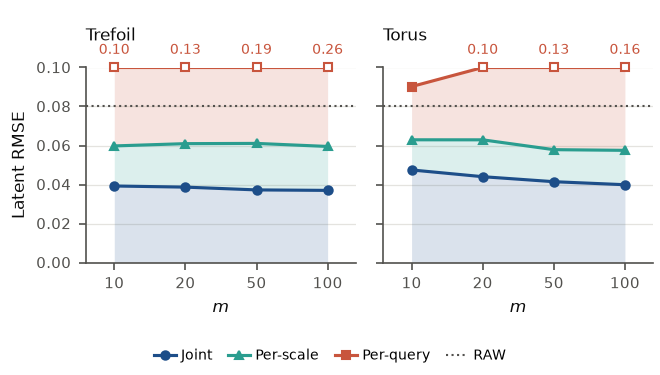 Trefoil
Torus
0.10 0.13 0.19 0.26
0.10 0.13 0.16
Latent RMSE
0.10
0.08
0.06
0.04
0.02
0.00
10 20 50 100
10 20 50 100
m
m
Joint Per-scale Per-query RAW